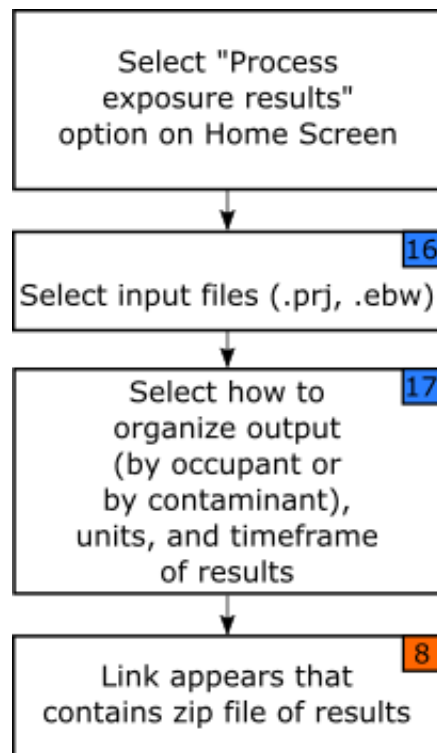 Select "Process
exposure results"
option on Home Screen
16
Select input files (.prj, .ebw)
17
Select how to
organize output
(by occupant or
by contaminant),
units, and timeframe
of results
8
Link appears that
contains zip file of results